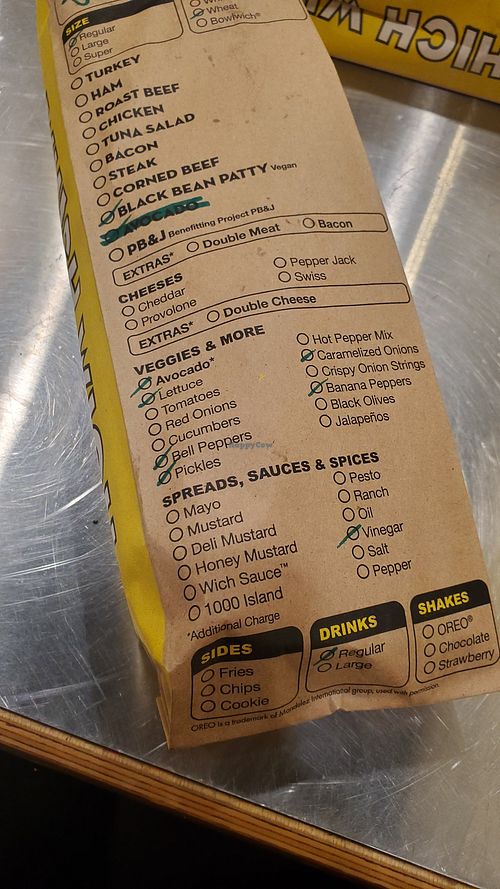 SIZE
Regular
Large
Super
Wheat
Bowlwich®
HICH WI
TURKEY
HAM
ROAST BEEF
CHICKEN
TUNA SALAD
BACON
STEAK
CORNED BEEF
BLACK BEAN PATTY Vegan
AVOCADO
PB&J Benefitting Project PB&J
EXTRAS* Double Meat Bacon
CHEESES
Cheddar
Provolone
Pepper Jack
Swiss
EXTRAS* Double Cheese
VEGGIES & MORE
Avocado*
Lettuce
Tomatoes
Red Onions
Cucumbers
Bell Peppers
Pickles
Hot Pepper Mix
Caramelized Onions
Crispy Onion Strings
Banana Peppers
Black Olives
Jalapeños
HappyCow
SPREADS, SAUCES & SPICES
Mayo
Mustard
Deli Mustard
Honey Mustard
Wich Sauce™
1000 Island
Pesto
Ranch
Oil
Vinegar
Salt
Pepper
*Additional Charge
SIDES
Fries
Chips
Cookie
DRINKS
Regular
Large
SHAKES
OREO®
Chocolate
Strawberry
OREO is a trademark of Mondelez International group, used with permission.